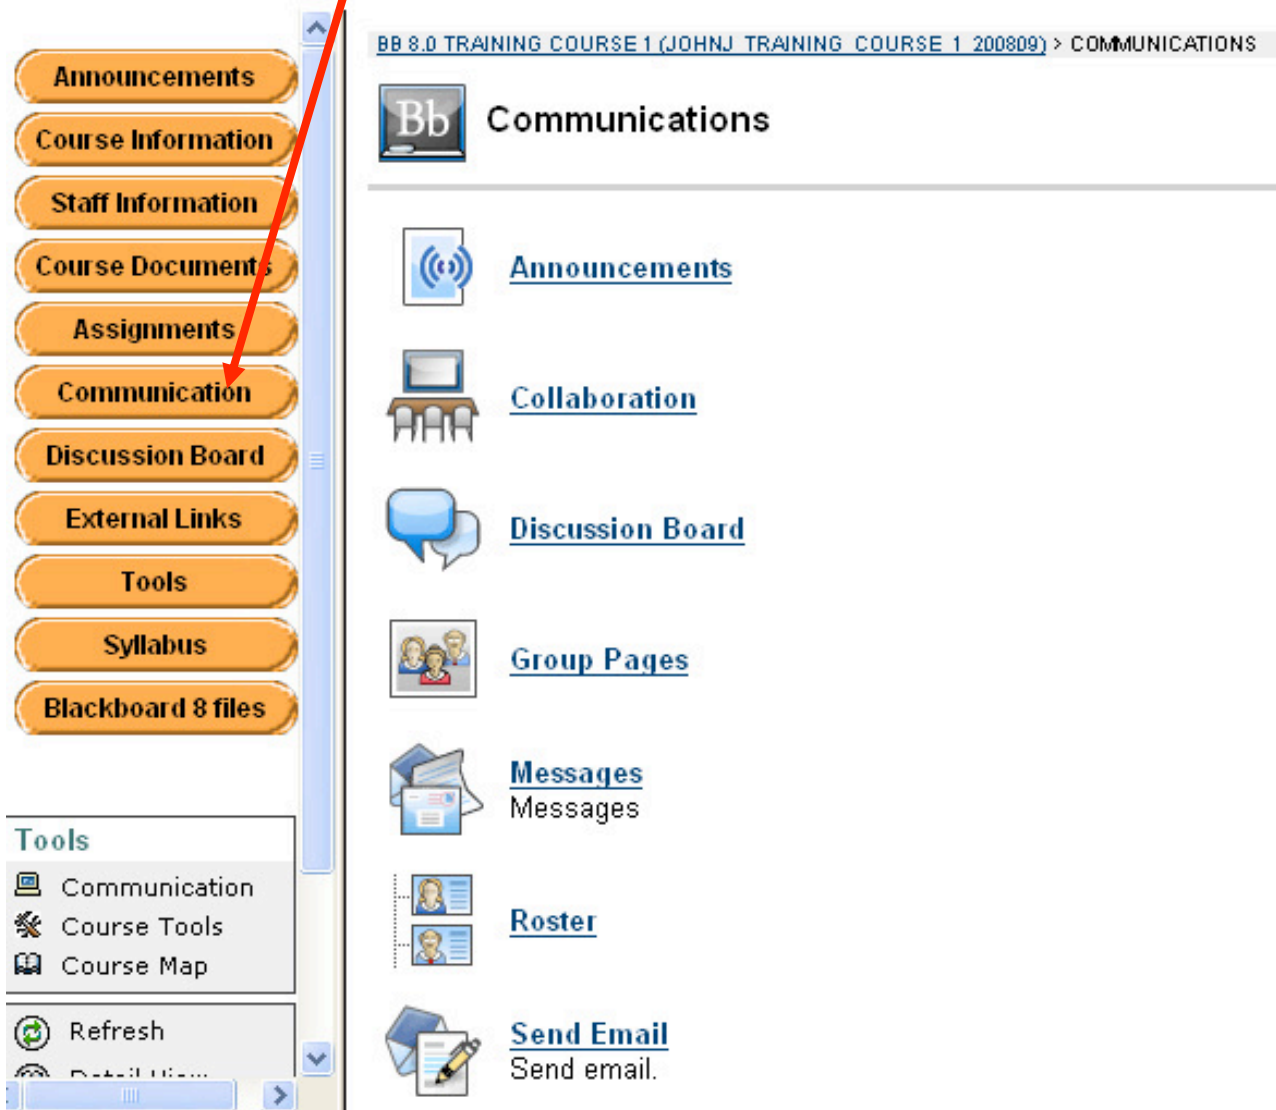 Announcements
Course Information
Staff Information
Course Documents
Assignments
Communication
Discussion Board
External Links
Tools
Syllabus
Blackboard 8 files
Tools
Communication
Course Tools
Course Map
Refresh
Detail View
BB 8.0 TRAINING COURSE 1 (JOHNJ_TRAINING_COURSE_1_200809) > COMMUNICATIONS
Bb Communications
Announcements
Collaboration
Discussion Board
Group Pages
Messages
Messages
Roster
Send Email
Send email.